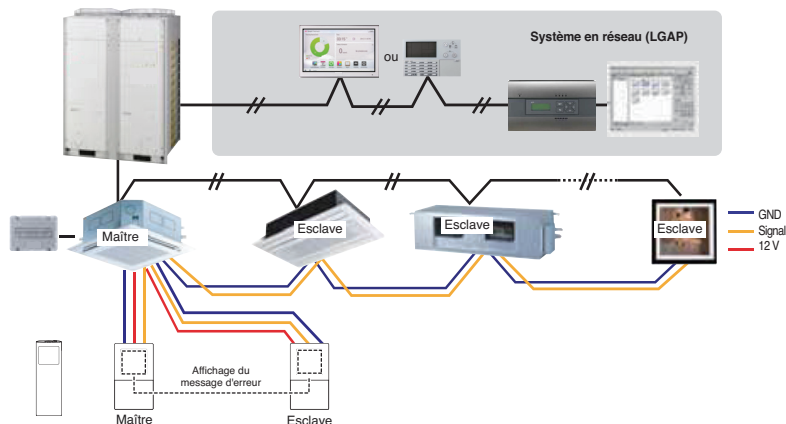 Système en réseau (LGAP)
ou
Maître
Esclave
Esclave
Esclave
GND
Signal
12 V
Affichage du
message d'erreur
Maître
Esclave